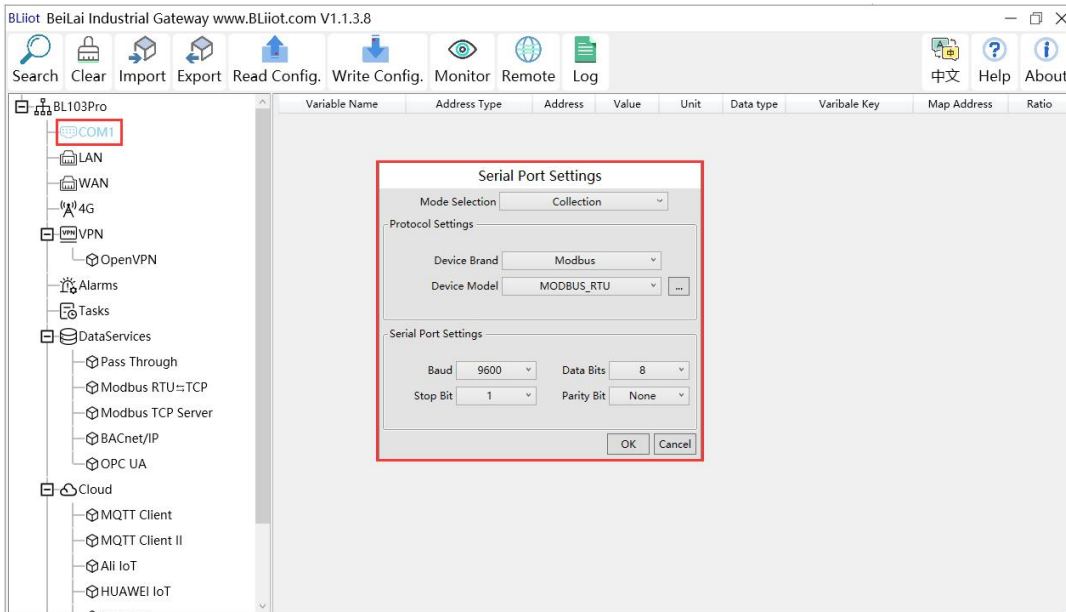 BLiiot BeiLai Industrial Gateway www.BLiiot.com V1.1.3.8
Search Clear Import Export Read Config. Write Config. Monitor Remote Log 中文 Help About
BL103Pro
COM1
LAN
WAN
4G
VPN
OpenVPN
Alarms
Tasks
DataServices
Pass Through
Modbus RTU⇆TCP
Modbus TCP Server
BACnet/IP
OPC UA
Cloud
MQTT Client
MQTT Client II
Ali IoT
HUAWEI IoT
Variable Name Address Type Address Value Unit Data type Varibale Key Map Address Ratio
Serial Port Settings
Mode Selection Collection
Protocol Settings
Device Brand Modbus
Device Model MODBUS_RTU ...
Serial Port Settings
Baud 9600 Data Bits 8
Stop Bit 1 Parity Bit None
OK Cancel